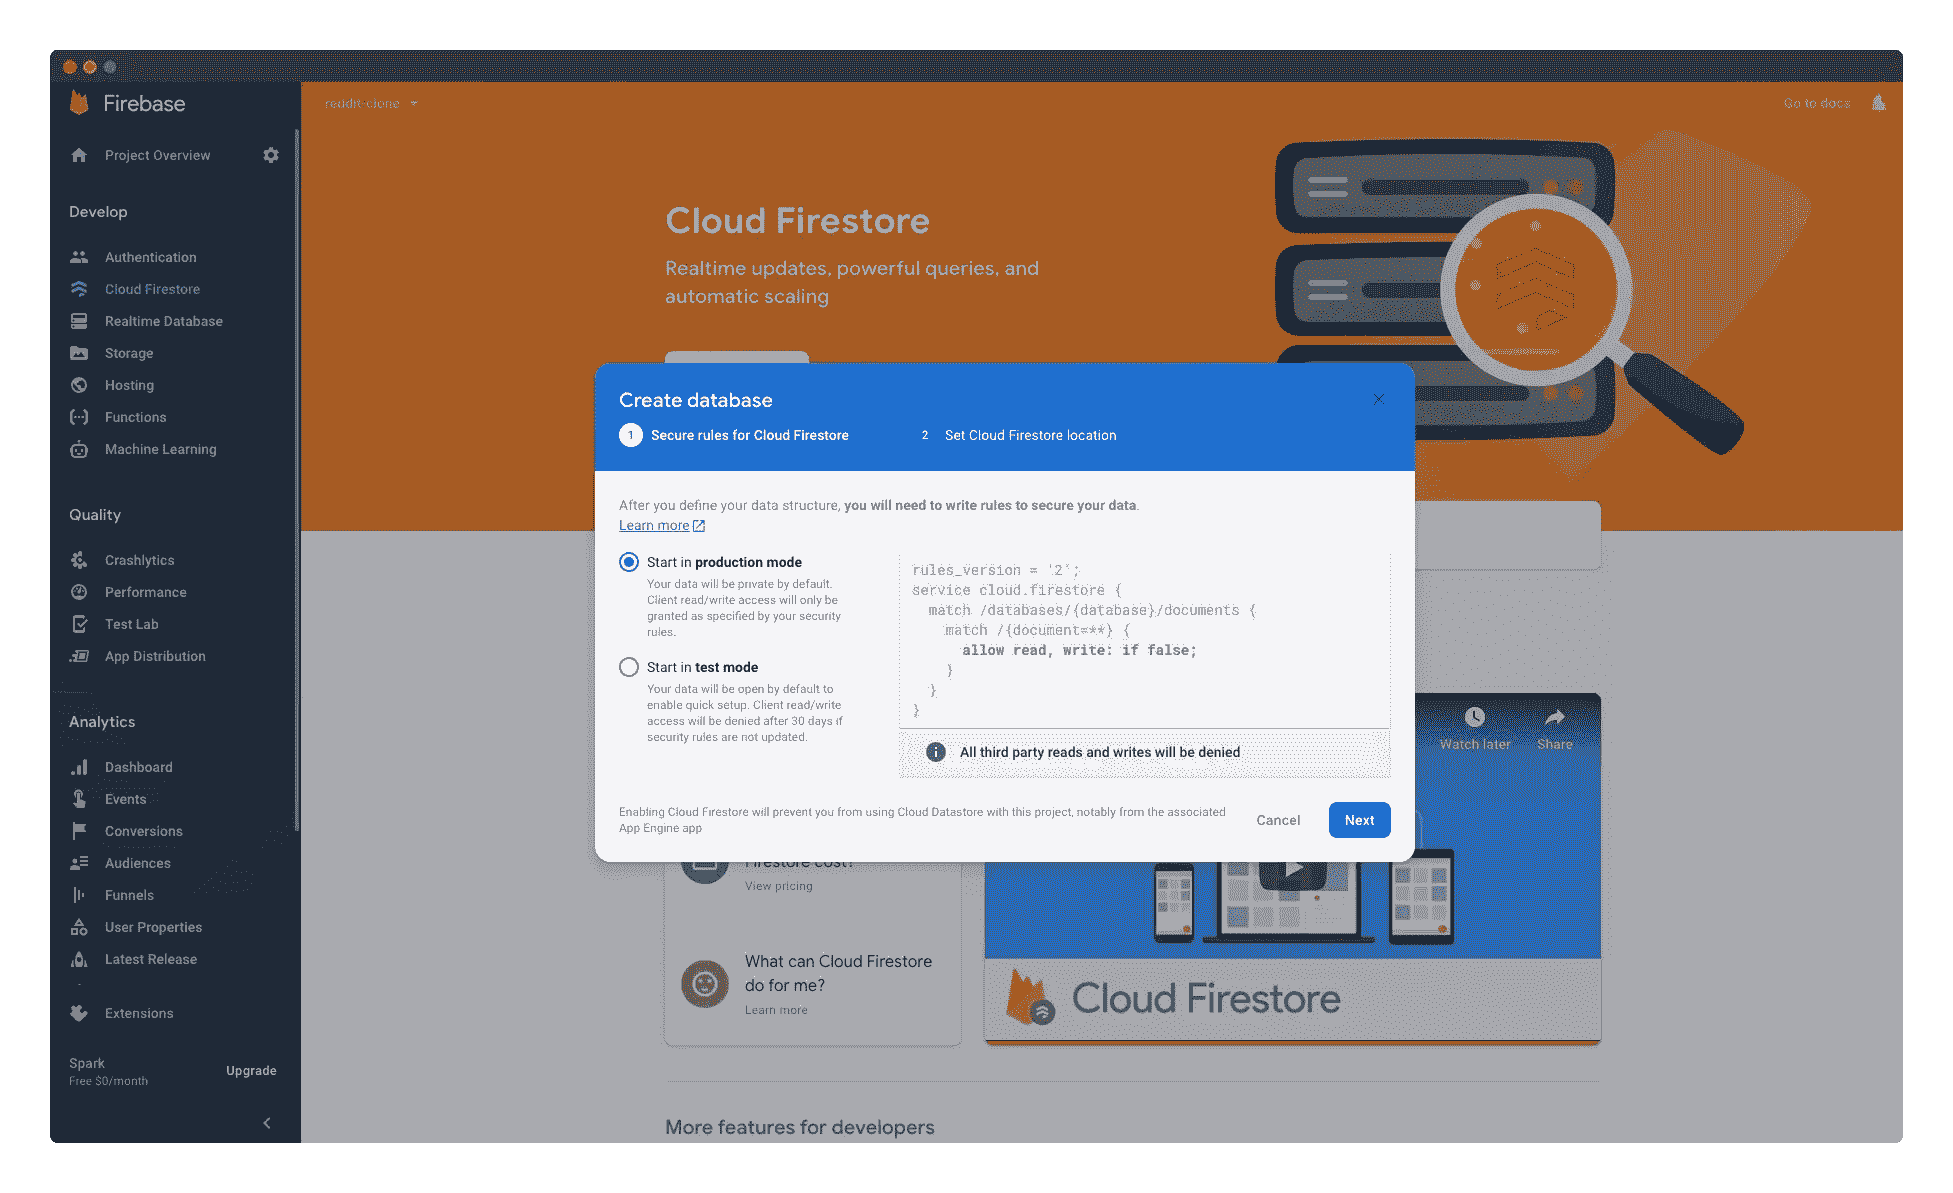 Firebase
Project Overview
Develop
Authentication
Cloud Firestore
Realtime Database
Storage
Hosting
Functions
Machine Learning
Quality
Crashlytics
Performance
Test Lab
App Distribution
Analytics
Dashboard
Events
Conversions
Audiences
Funnels
User Properties
Latest Release
Extensions
Spark
Free $0/month
Upgrade
reddit-clone
Go to docs
Cloud Firestore
Realtime updates, powerful queries, and
automatic scaling
Create database
1 Secure rules for Cloud Firestore
2 Set Cloud Firestore location
After you define your data structure, you will need to write rules to secure your data.
Learn more
Start in production mode
Your data will be private by default.
Client read/write access will only be
granted as specified by your security
rules.
Start in test mode
Your data will be open by default to
enable quick setup. Client read/write
access will be denied after 30 days if
security rules are not updated.
rules_version = '2';
service cloud.firestore {
match /databases/{database}/documents {
match /{document=**} {
allow read, write: if false;
}
}
}
All third party reads and writes will be denied
Enabling Cloud Firestore will prevent you from using Cloud Datastore with this project, notably from the associated
App Engine app
Cancel
Next
Watch later
Share
Firestore cost?
View pricing
What can Cloud Firestore
do for me?
Learn more
Cloud Firestore
More features for developers